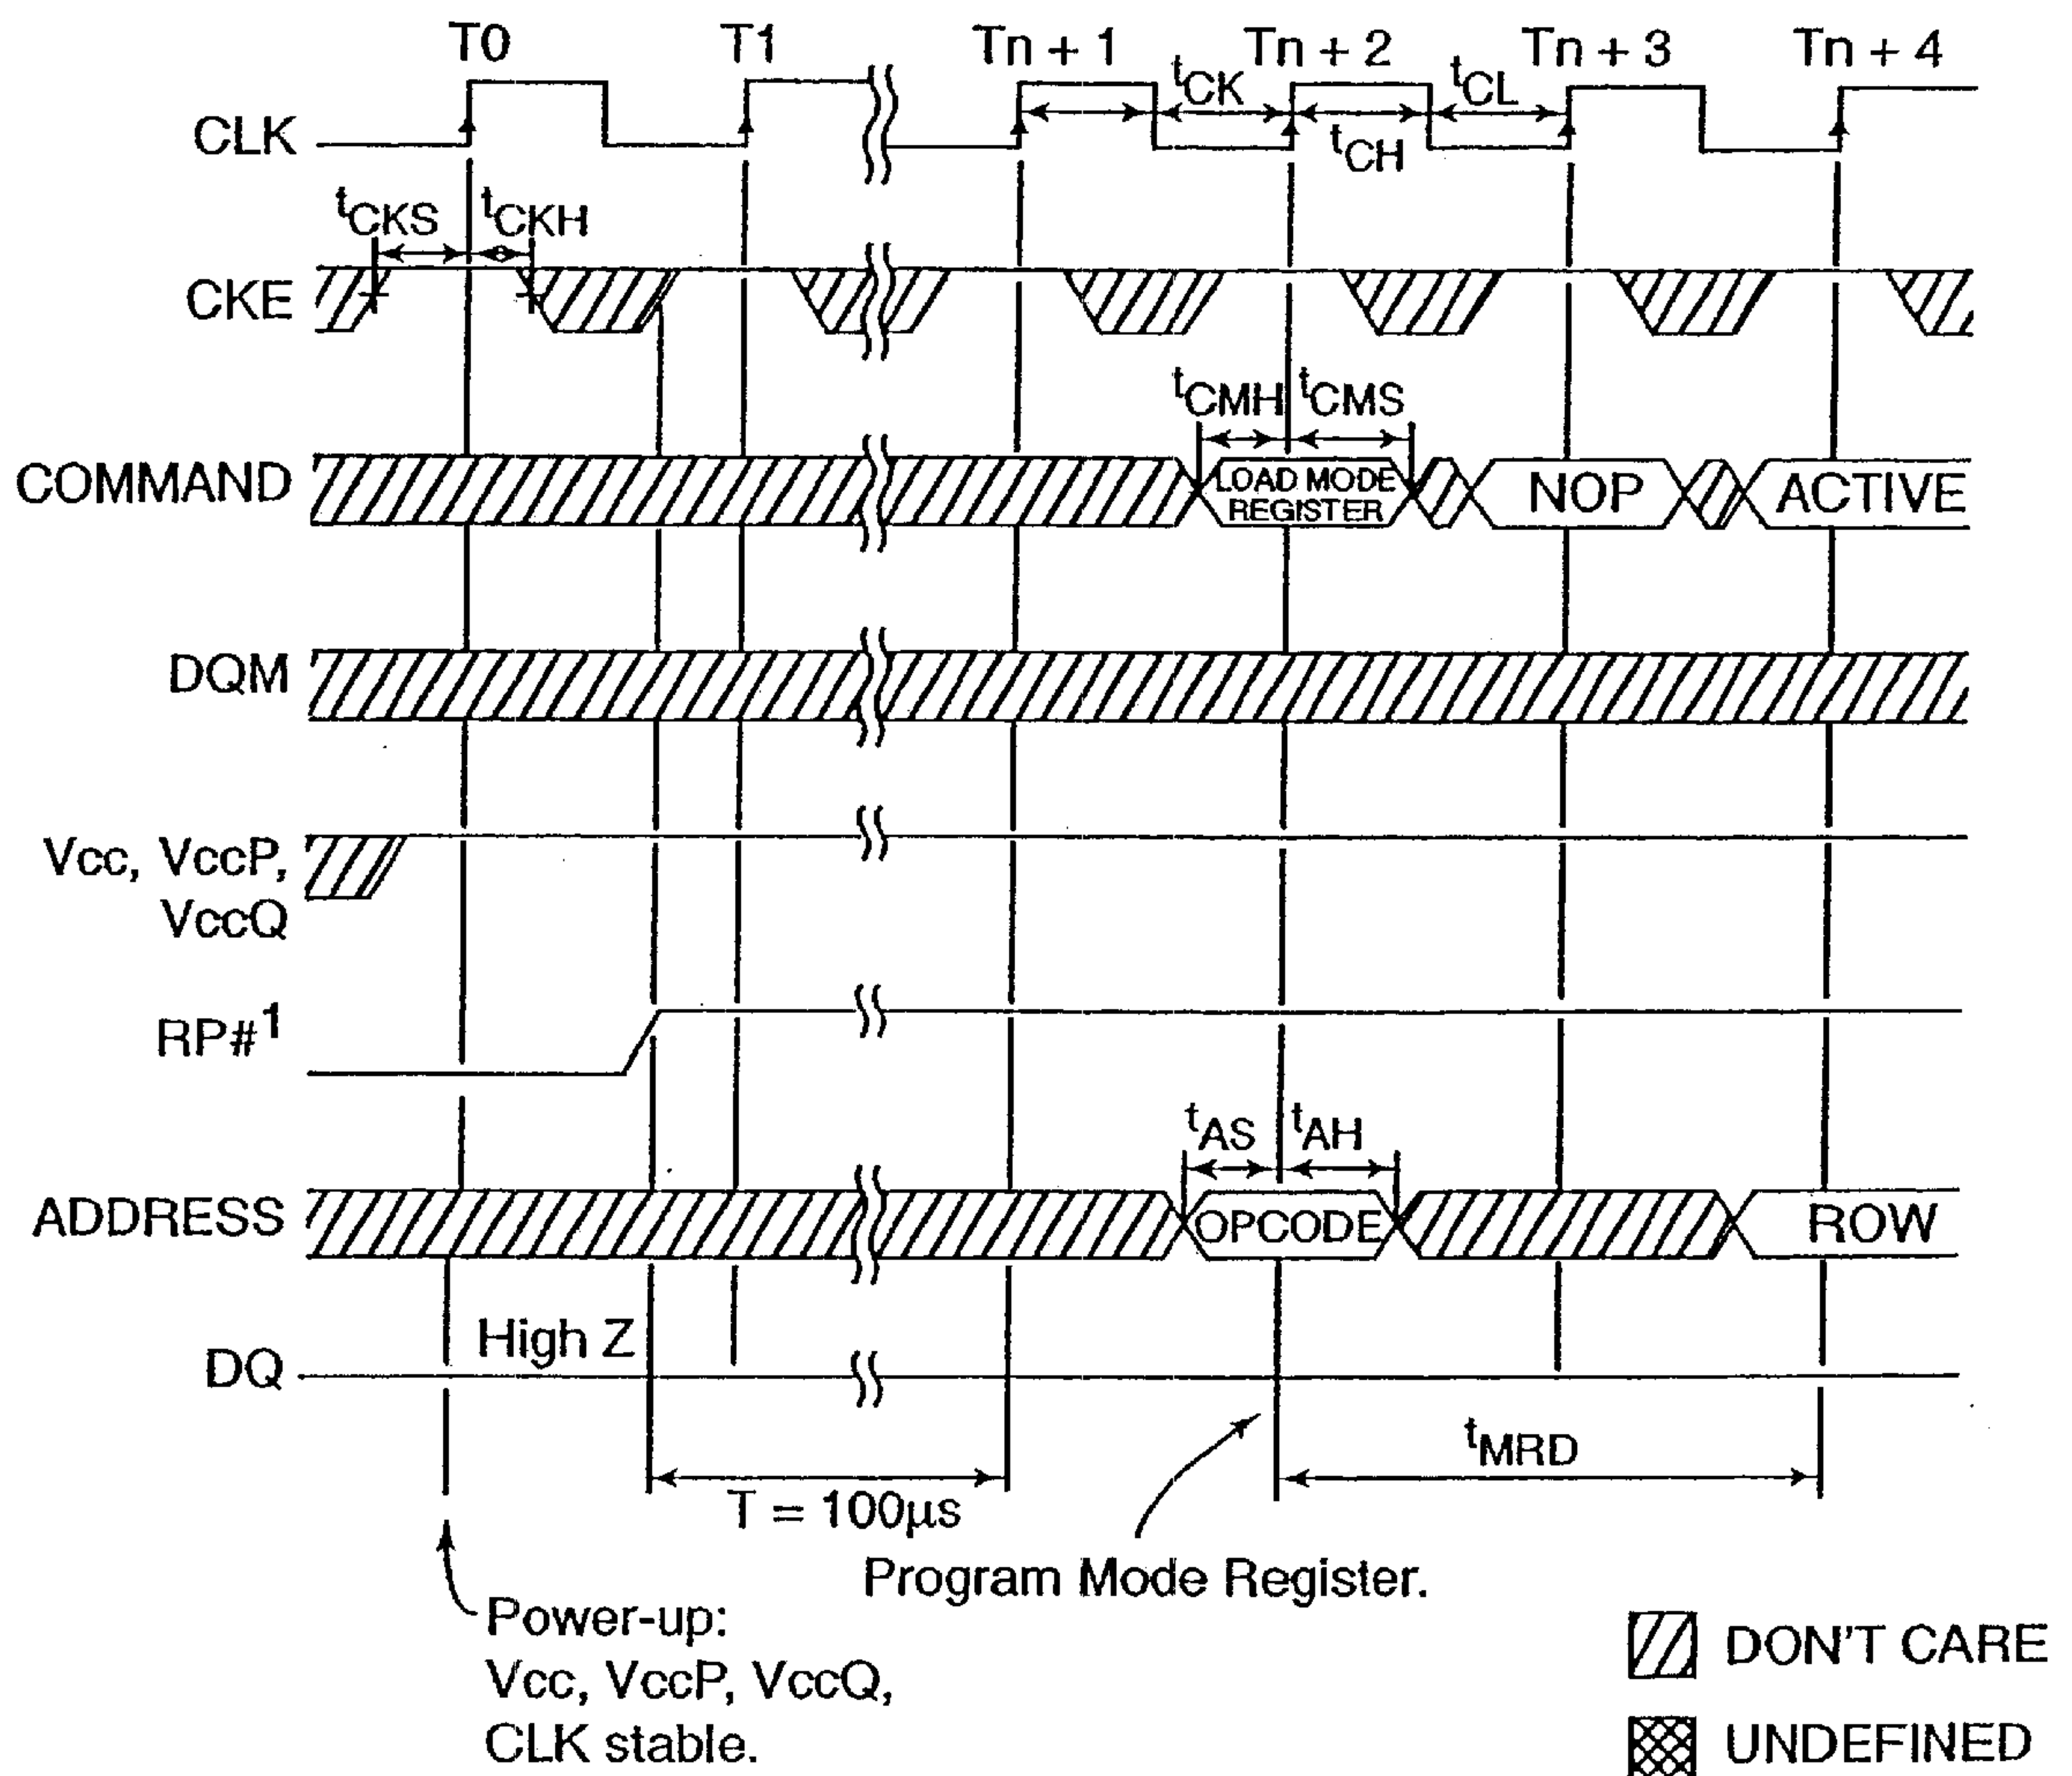 T0 T1 Tn + 1 Tn + 2 Tn + 3 Tn + 4
tCK tCL
CLK
tCH
tCKS tCKH
CKE
tCMH tCMS
COMMAND LOAD MODE REGISTER NOP ACTIVE
DQM
Vcc, VccP,
VccQ
RP#1
tAS tAH
ADDRESS OPCODE ROW
High Z
DQ
tMRD
T = 100µs
Program Mode Register.
Power-up:
Vcc, VccP, VccQ,
CLK stable.
DON'T CARE
UNDEFINED